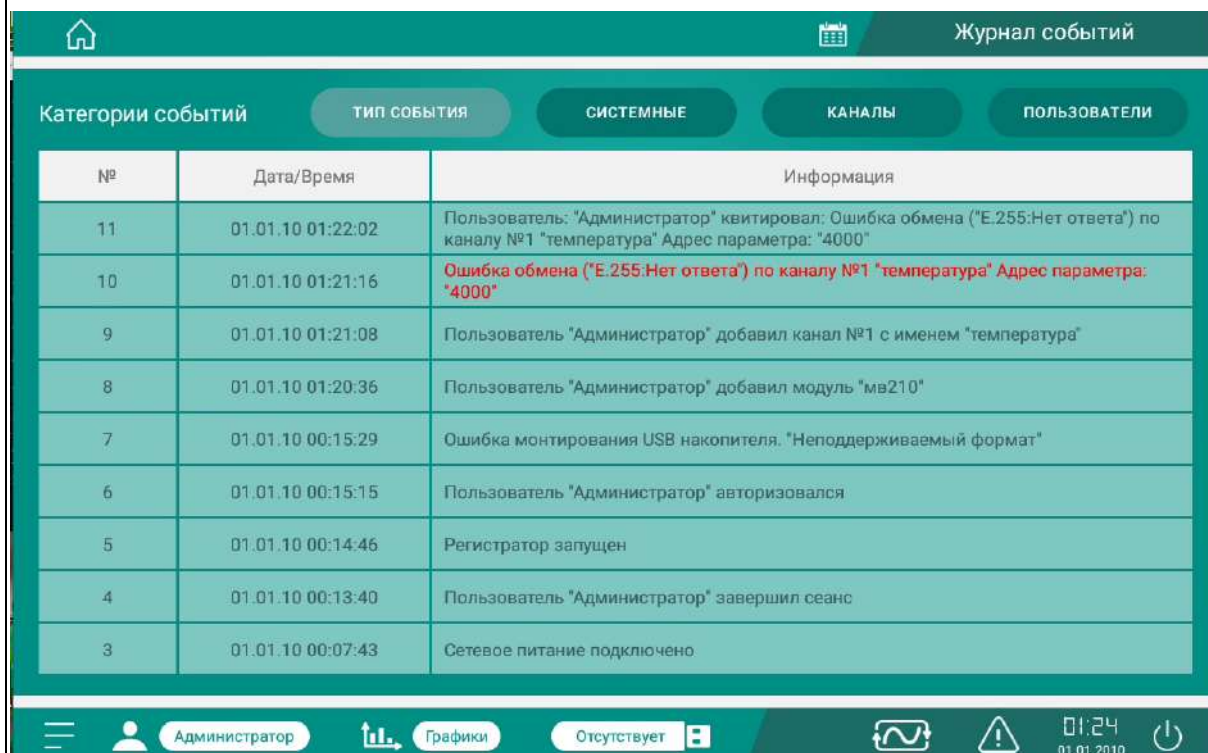 Журнал событий
Категории событий
ТИП СОБЫТИЯ
СИСТЕМНЫЕ
КАНАЛЫ
ПОЛЬЗОВАТЕЛИ
№ Дата/Время Информация
11 01.01.10 01:22:02 Пользователь: "Администратор" квитировал: Ошибка обмена ("E.255:Нет ответа") по
каналу №1 "температура" Адрес параметра: "4000"
10 01.01.10 01:21:16 Ошибка обмена ("E.255:Нет ответа") по каналу №1 "температура" Адрес параметра:
"4000"
9 01.01.10 01:21:08 Пользователь "Администратор" добавил канал №1 с именем "температура"
8 01.01.10 01:20:36 Пользователь "Администратор" добавил модуль "мв210"
7 01.01.10 00:15:29 Ошибка монтирования USB накопителя. "Неподдерживаемый формат"
6 01.01.10 00:15:15 Пользователь "Администратор" авторизовался
5 01.01.10 00:14:46 Регистратор запущен
4 01.01.10 00:13:40 Пользователь "Администратор" завершил сеанс
3 01.01.10 00:07:43 Сетевое питание подключено
Администратор
Графики
Отсутствует
01:24
01.01.2010